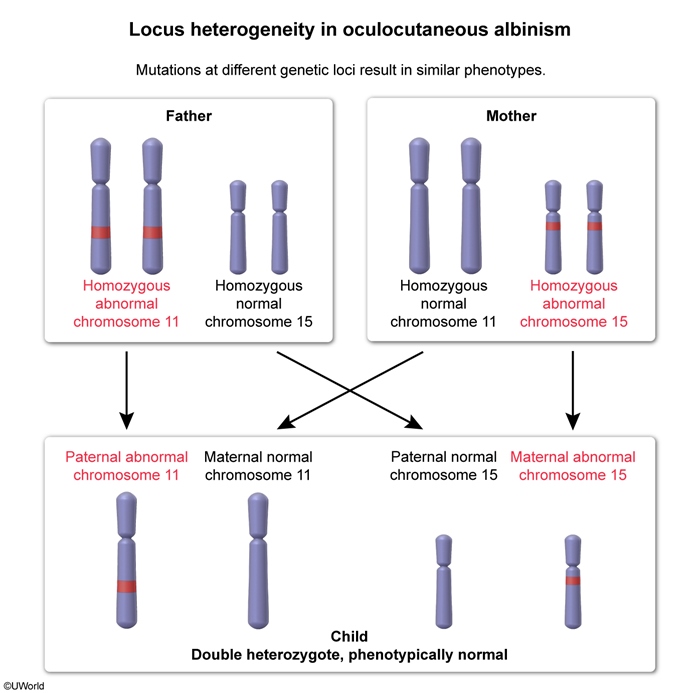 Locus heterogeneity in oculocutaneous albinism
Mutations at different genetic loci result in similar phenotypes.
Father
Homozygous
abnormal
chromosome 11
Homozygous
normal
chromosome 15
Mother
Homozygous
normal
chromosome 11
Homozygous
abnormal
chromosome 15
Paternal abnormal
chromosome 11
Maternal normal
chromosome 11
Paternal normal
chromosome 15
Maternal abnormal
chromosome 15
Child
Double heterozygote, phenotypically normal
©UWorld